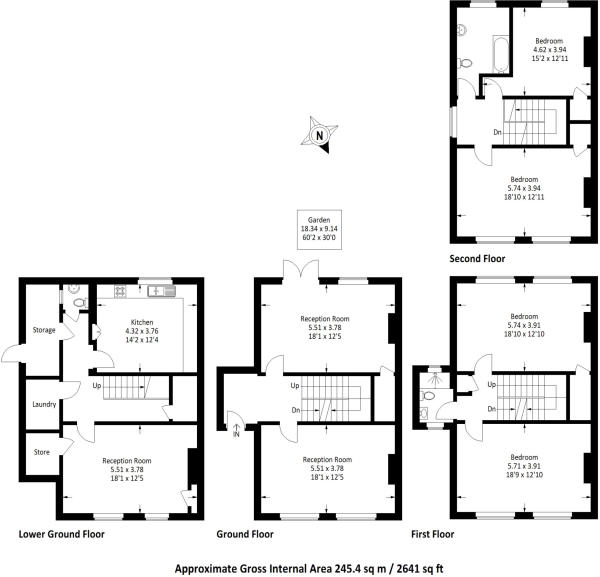 Bedroom
4.62 x 3.94
15'2 x 12'11
Dn
Bedroom
5.74 x 3.94
18'10 x 12'11
Second Floor
N
Garden
18.34 x 9.14
60'2 x 30'0
Storage
Kitchen
4.32 x 3.76
14'2 x 12'4
Up
Laundry
Store
Reception Room
5.51 x 3.78
18'1 x 12'5
Lower Ground Floor
Reception Room
5.51 x 3.78
18'1 x 12'5
Up
Dn
IN
Reception Room
5.51 x 3.78
18'1 x 12'5
Ground Floor
Bedroom
5.74 x 3.91
18'10 x 12'10
Up
Dn
Bedroom
5.71 x 3.91
18'9 x 12'10
First Floor
Approximate Gross Internal Area 245.4 sq m / 2641 sq ft